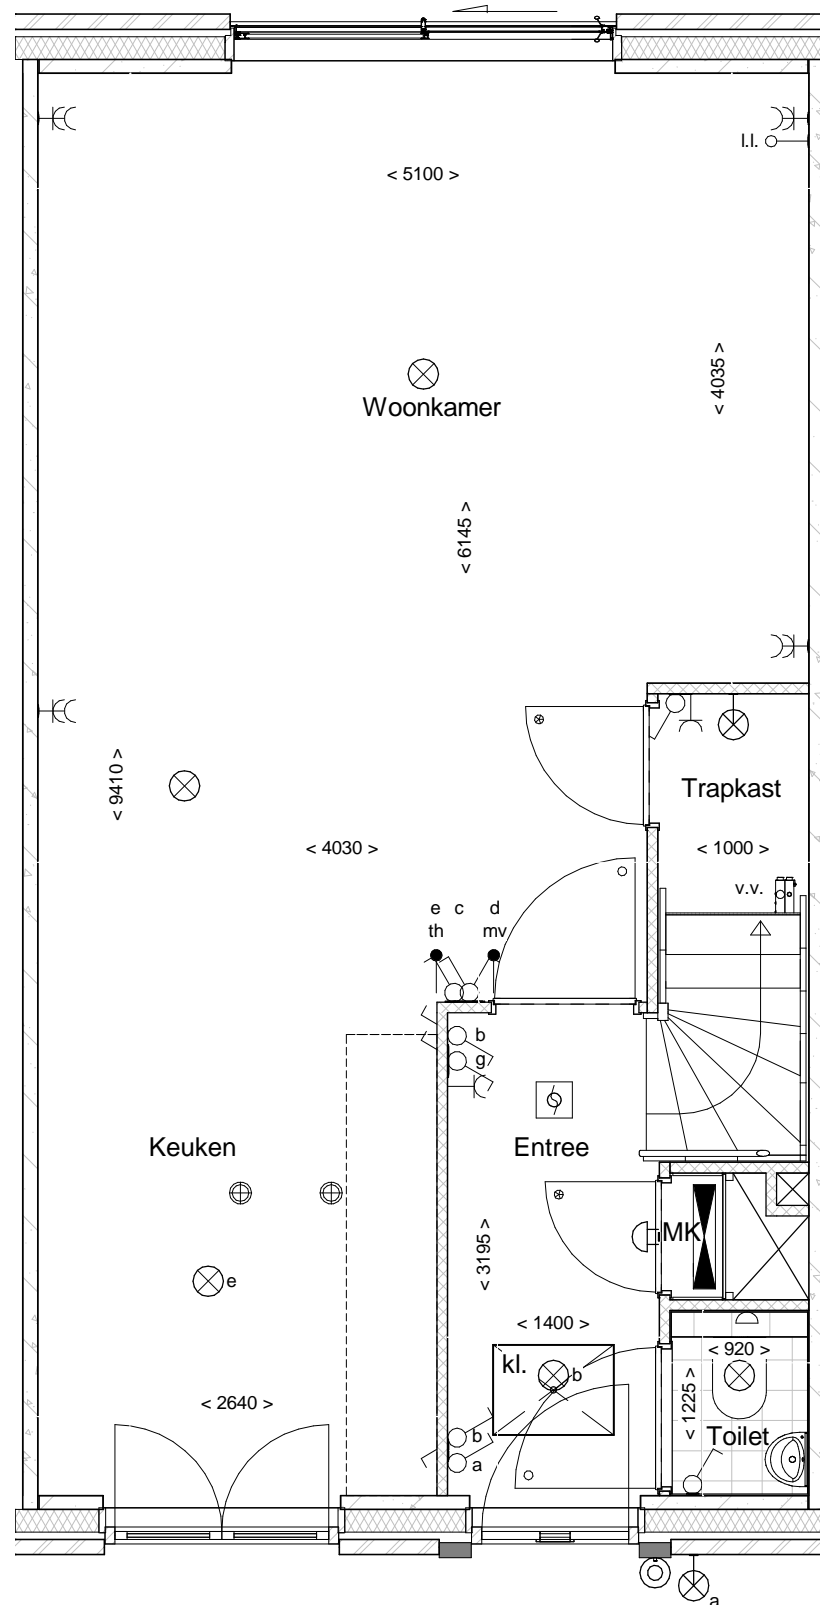 < 5100 >
l.l.
< 4035 >
Woonkamer
< 6145 >
< 9410 >
Trapkast
< 4030 >
< 1000 >
v.v.
e c d
th mv
b
g
Keuken
Entree
MK
< 3195 >
e
< 1400 >
< 920 >
kl.
b
< 1225 >
< 2640 >
b
Toilet
a
a